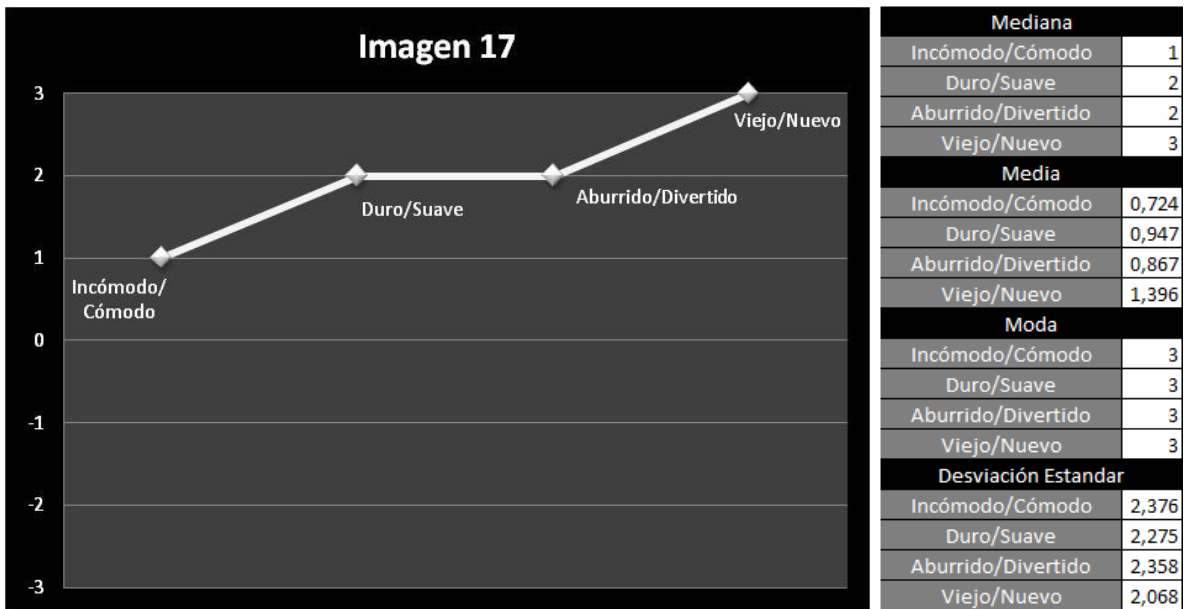 Imagen 17
3
2
1
0
-1
-2
-3
Incómodo/
Cómodo
Duro/Suave
Aburrido/Divertido
Viejo/Nuevo
Mediana
Incómodo/Cómodo 1
Duro/Suave 2
Aburrido/Divertido 2
Viejo/Nuevo 3
Media
Incómodo/Cómodo 0,724
Duro/Suave 0,947
Aburrido/Divertido 0,867
Viejo/Nuevo 1,396
Moda
Incómodo/Cómodo 3
Duro/Suave 3
Aburrido/Divertido 3
Viejo/Nuevo 3
Desviación Estandar
Incómodo/Cómodo 2,376
Duro/Suave 2,275
Aburrido/Divertido 2,358
Viejo/Nuevo 2,068